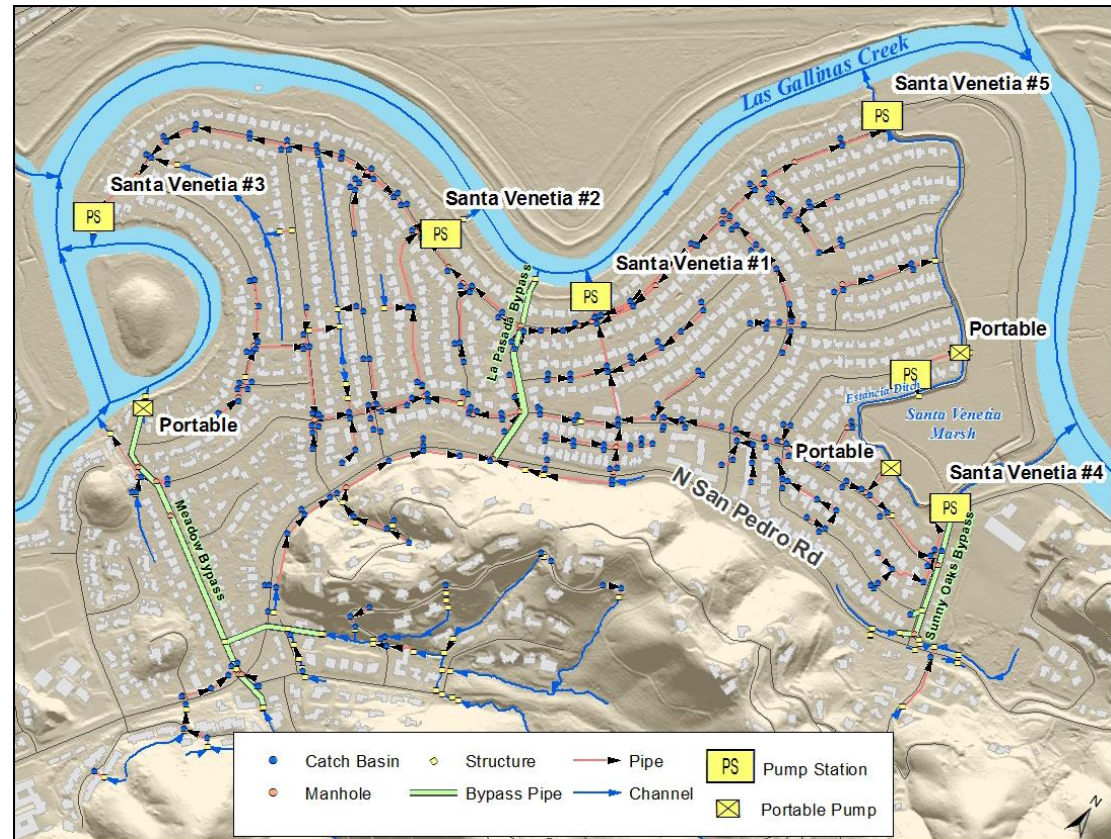 Las Gallinas Creek
Santa Venetia #5
PS
Santa Venetia #3
PS
Santa Venetia #2
PS
Santa Venetia #1
PS
La Pasada Bypass
Portable
PS
Estancia Ditch
Santa Venetia
Marsh
Portable
Portable
Santa Venetia #4
PS
N San Pedro Rd
Meadow Bypass
Sunny Oaks Bypass
Catch Basin
Structure
Pipe
PS
Pump Station
Manhole
Bypass Pipe
Channel
Portable Pump
N